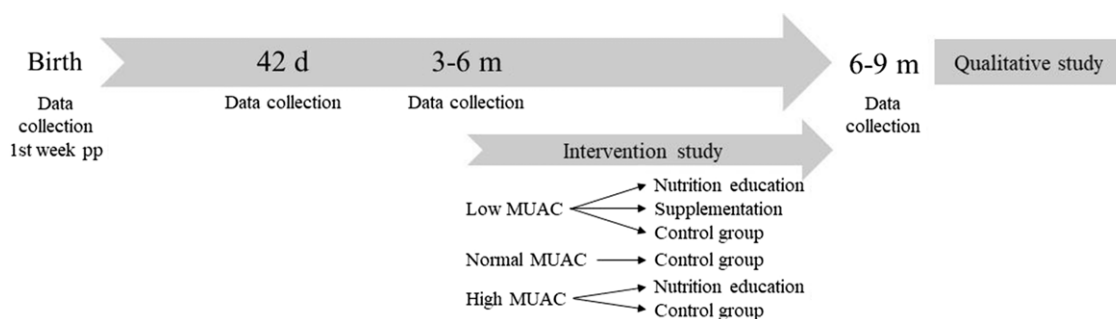 Birth
42 d
3-6 m
6-9 m
Qualitative study
Data
collection
1st week pp
Data collection
Data collection
Data
collection
Intervention study
Low MUAC
Nutrition education
Supplementation
Control group
Normal MUAC
Control group
High MUAC
Nutrition education
Control group